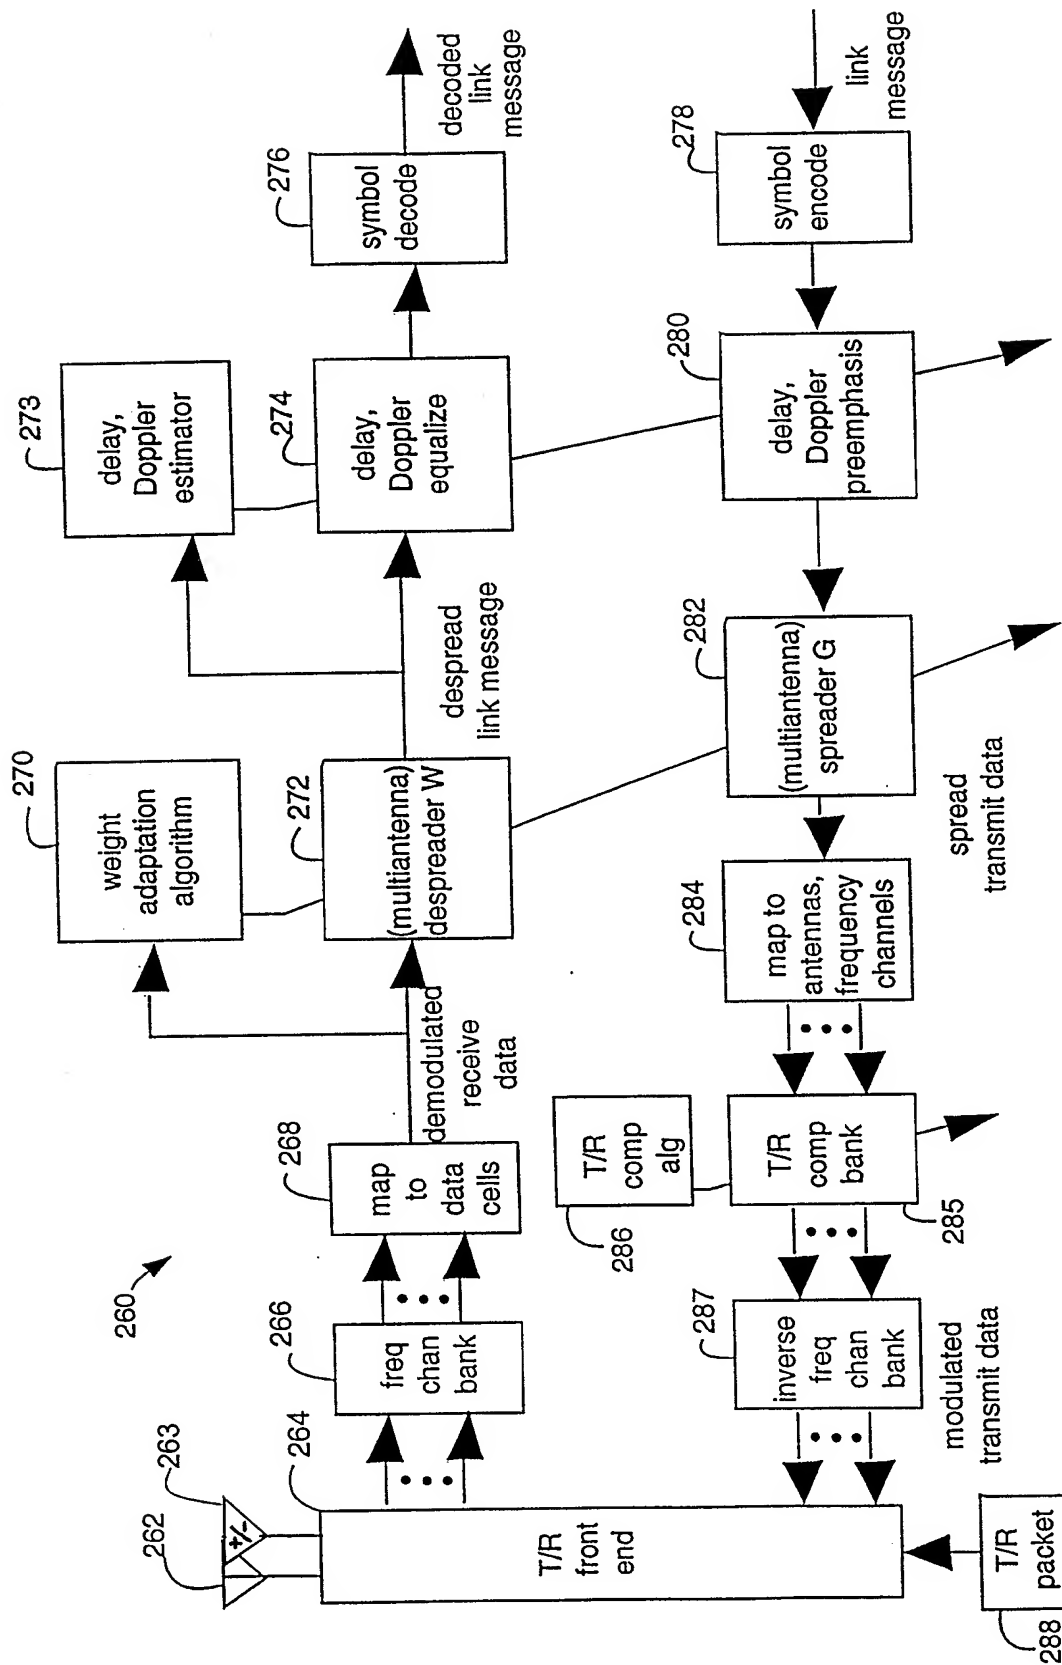 260
262
263
+/-
264
T/R
front
end
266
freq
chan
bank
268
map
to
data
cells
demodulated
receive
data
270
weight
adaptation
algorithm
272
(multiantenna)
despreader W
despread
link message
273
delay,
Doppler
estimator
274
delay,
Doppler
equalize
276
symbol
decode
decoded
link
message
link
message
278
symbol
encode
280
delay,
Doppler
preemphasis
282
(multiantenna)
spreader G
spread
transmit data
284
map to
antennas,
frequency
channels
T/R
comp
alg
286
T/R
comp
bank
285
287
inverse
freq
chan
bank
modulated
transmit data
T/R
packet
288